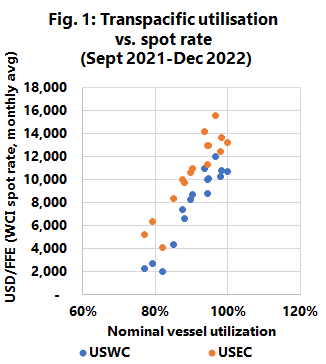 Fig. 1: Transpacific utilisation
vs. spot rate
(Sept 2021-Dec 2022)
USD/FFE (WCI spot rate, monthly avg)
18,000
16,000
14,000
12,000
10,000
8,000
6,000
4,000
2,000
-
60%
80%
100%
120%
Nominal vessel utilization
USWC
USEC